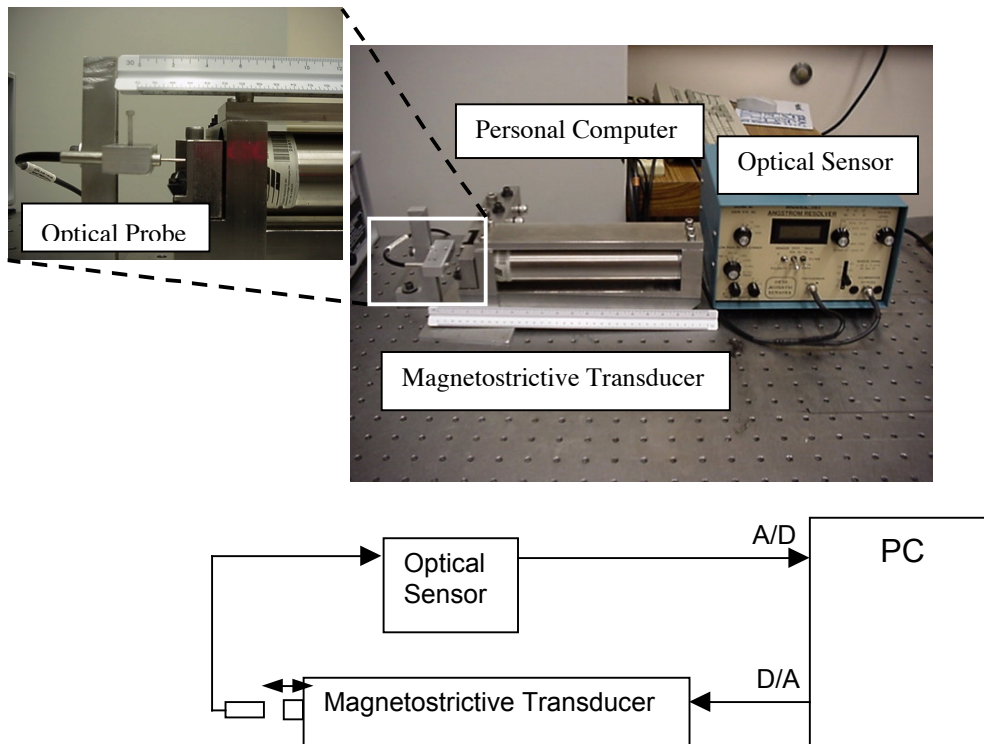 Optical Probe
Personal Computer
Optical Sensor
ANGSTROM RESOLVER
Magnetostrictive Transducer
A/D
PC
Optical
Sensor
D/A
Magnetostrictive Transducer